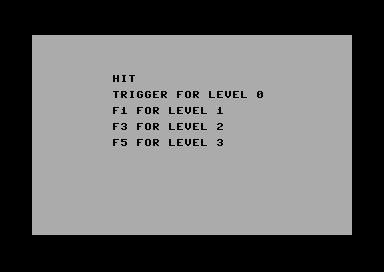 HIT
TRIGGER FOR LEVEL 0
F1 FOR LEVEL 1
F3 FOR LEVEL 2
F5 FOR LEVEL 3